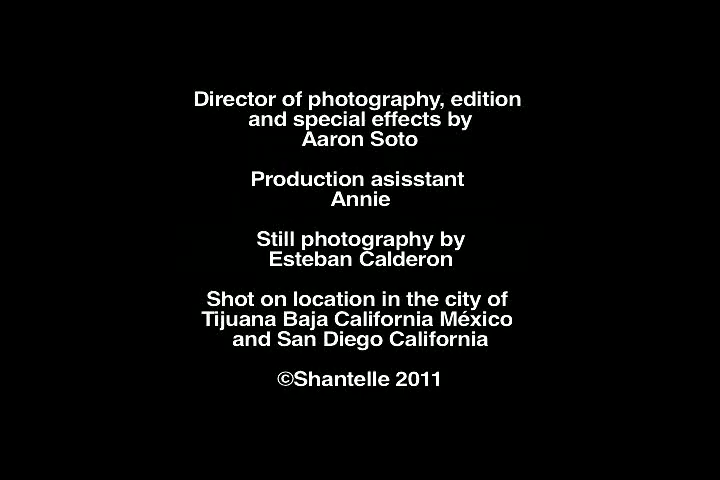 Director of photography, edition
and special effects by
Aaron Soto
Production asisstant
Annie
Still photography by
Esteban Calderon
Shot on location in the city of
Tijuana Baja California México
and San Diego California
©Shantelle 2011